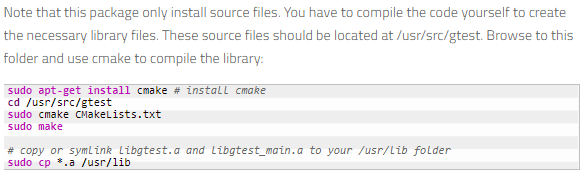 Note that this package only install source files. You have to compile the code yourself to create
the necessary library files. These source files should be located at /usr/src/gtest. Browse to this
folder and use cmake to compile the library:
sudo apt-get install cmake # install cmake
cd /usr/src/gtest
sudo cmake CMakeLists.txt
sudo make
# copy or symlink libgtest.a and libgtest_main.a to your /usr/lib folder
sudo cp *.a /usr/lib